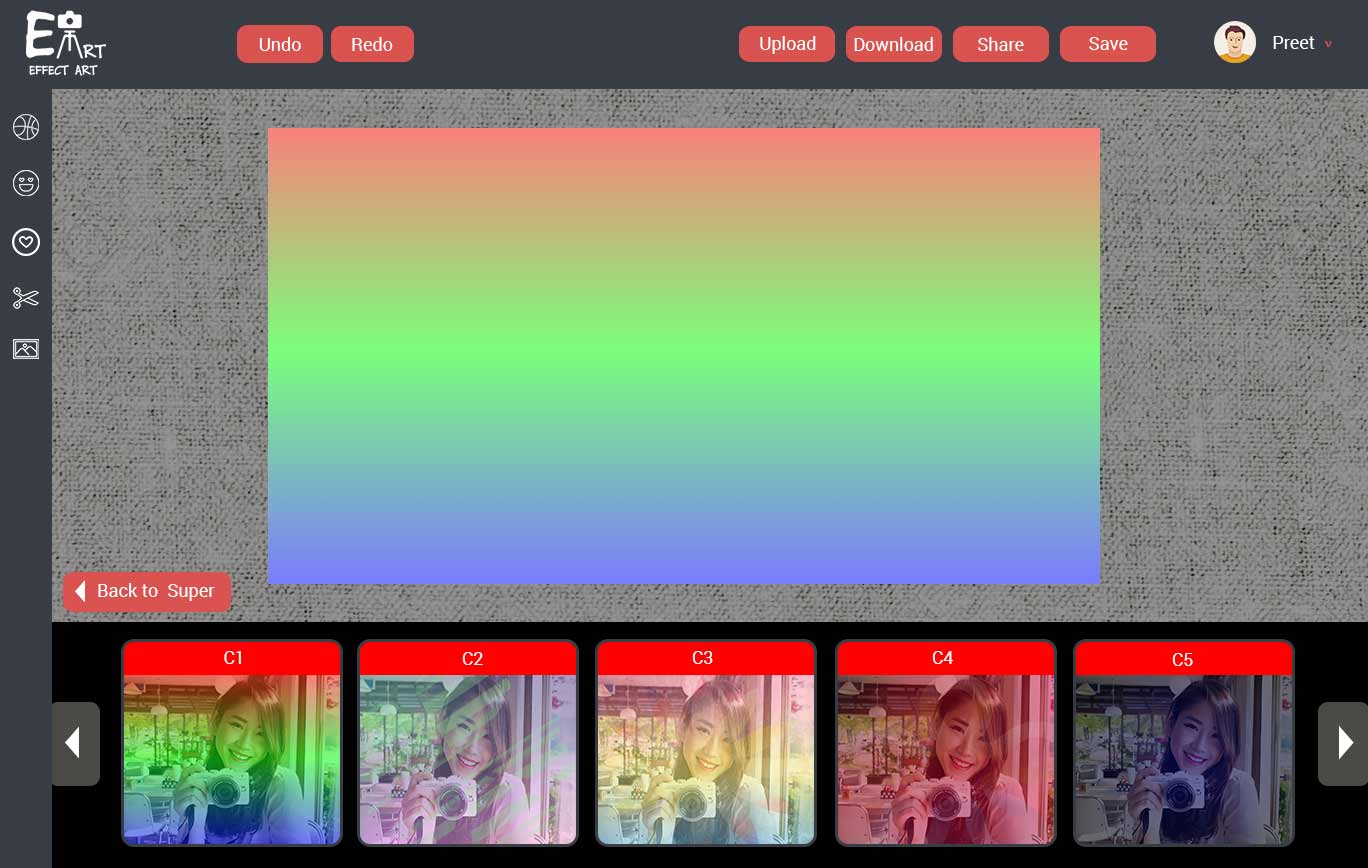 EART
EFFECT ART
Undo
Redo
Upload
Download
Share
Save
Preet v
Back to Super
C1
C2
C3
C4
C5